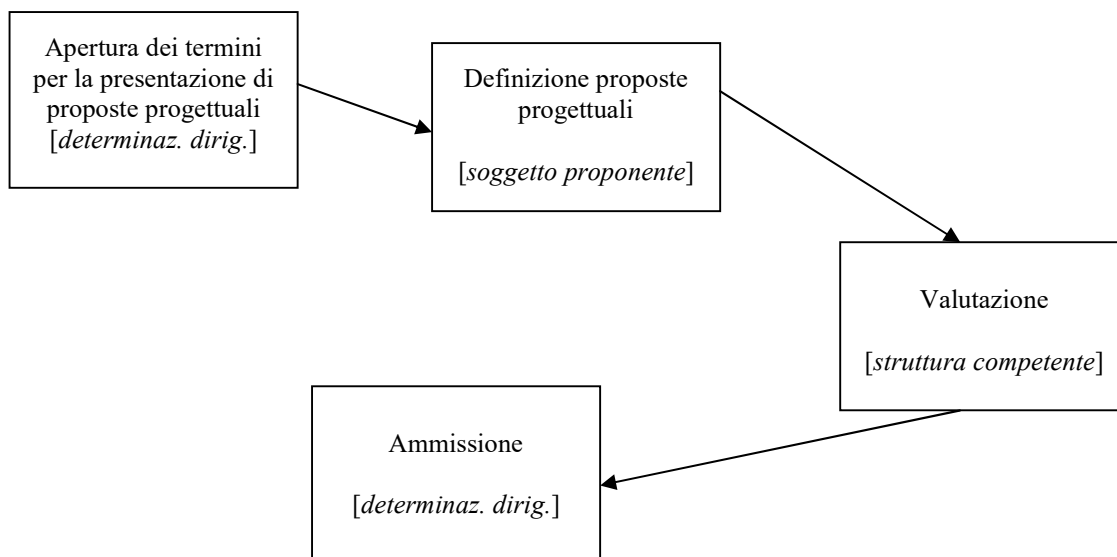 Apertura dei termini
per la presentazione di
proposte progettuali
[determinaz. dirig.]
Definizione proposte
progettuali
[soggetto proponente]
Valutazione
[struttura competente]
Ammissione
[determinaz. dirig.]